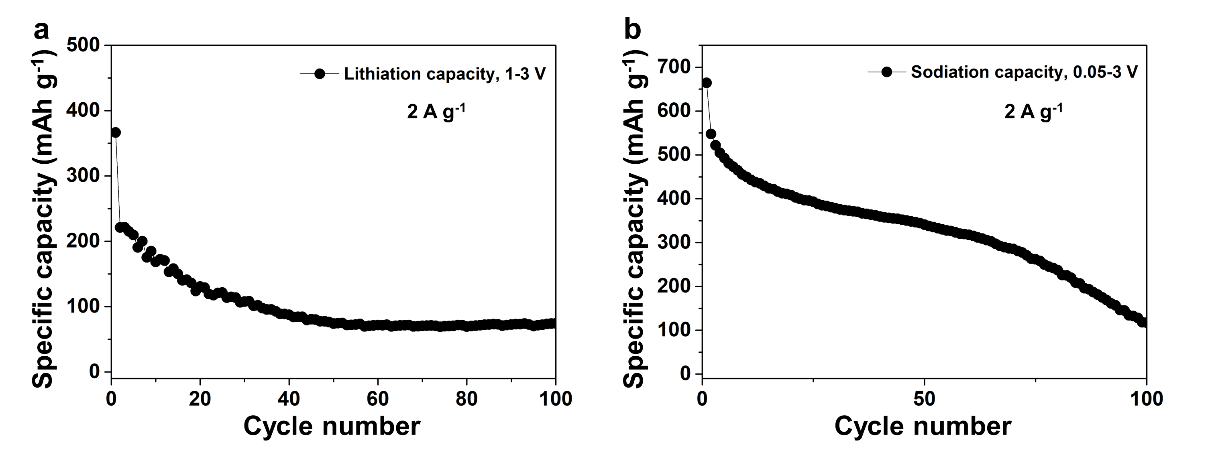 a
Specific capacity (mAh g-1)
500
400
300
200
100
0
Lithiation capacity, 1-3 V
2 A g-1
0 20 40 60 80 100
Cycle number
b
Specific capacity (mAh g-1)
700
600
500
400
300
200
100
0
Sodiation capacity, 0.05-3 V
2 A g-1
0 50 100
Cycle number